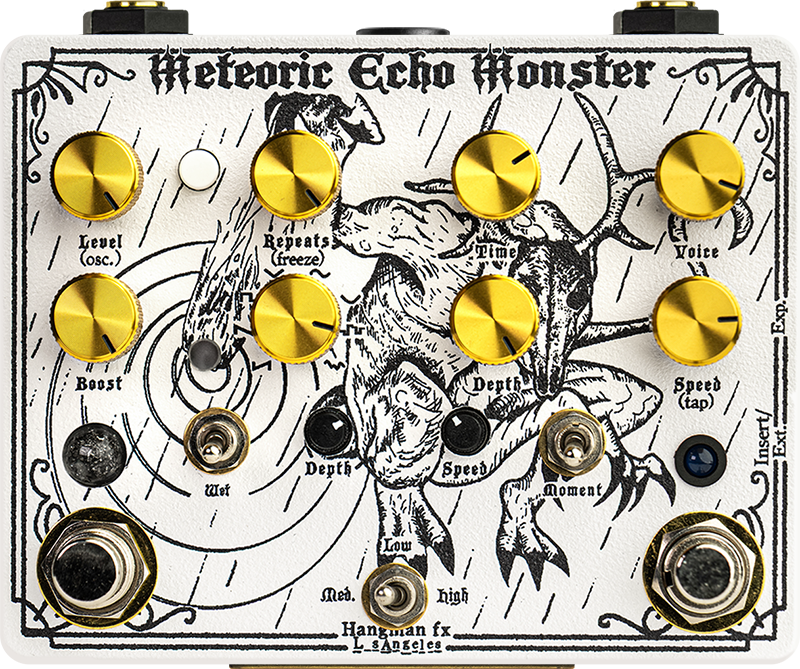 Meteoric Echo Monster
Level
(osc.)
Repeats
(freeze)
Time
Voice
Boost
Depth
Speed
(tap)
Exp.
Insert/
Ext.
Wet
Depth
Speed
Moment
Low
Med.
high
Hangman fx
L_sAngeles